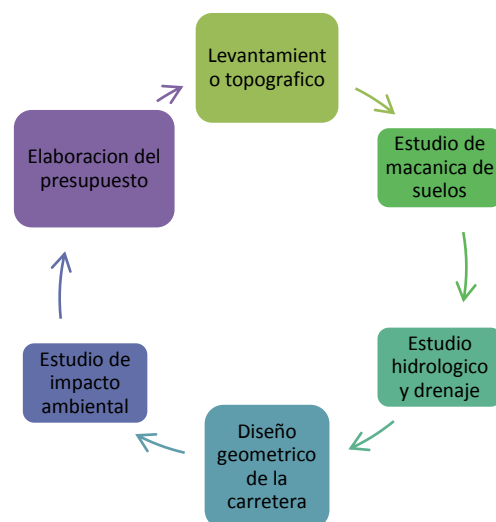 Levantamient
o topografico
Estudio de
macanica de
suelos
Estudio
hidrologico
y drenaje
Diseño
geometrico
de la
carretera
Estudio de
impacto
ambiental
Elaboracion del
presupuesto